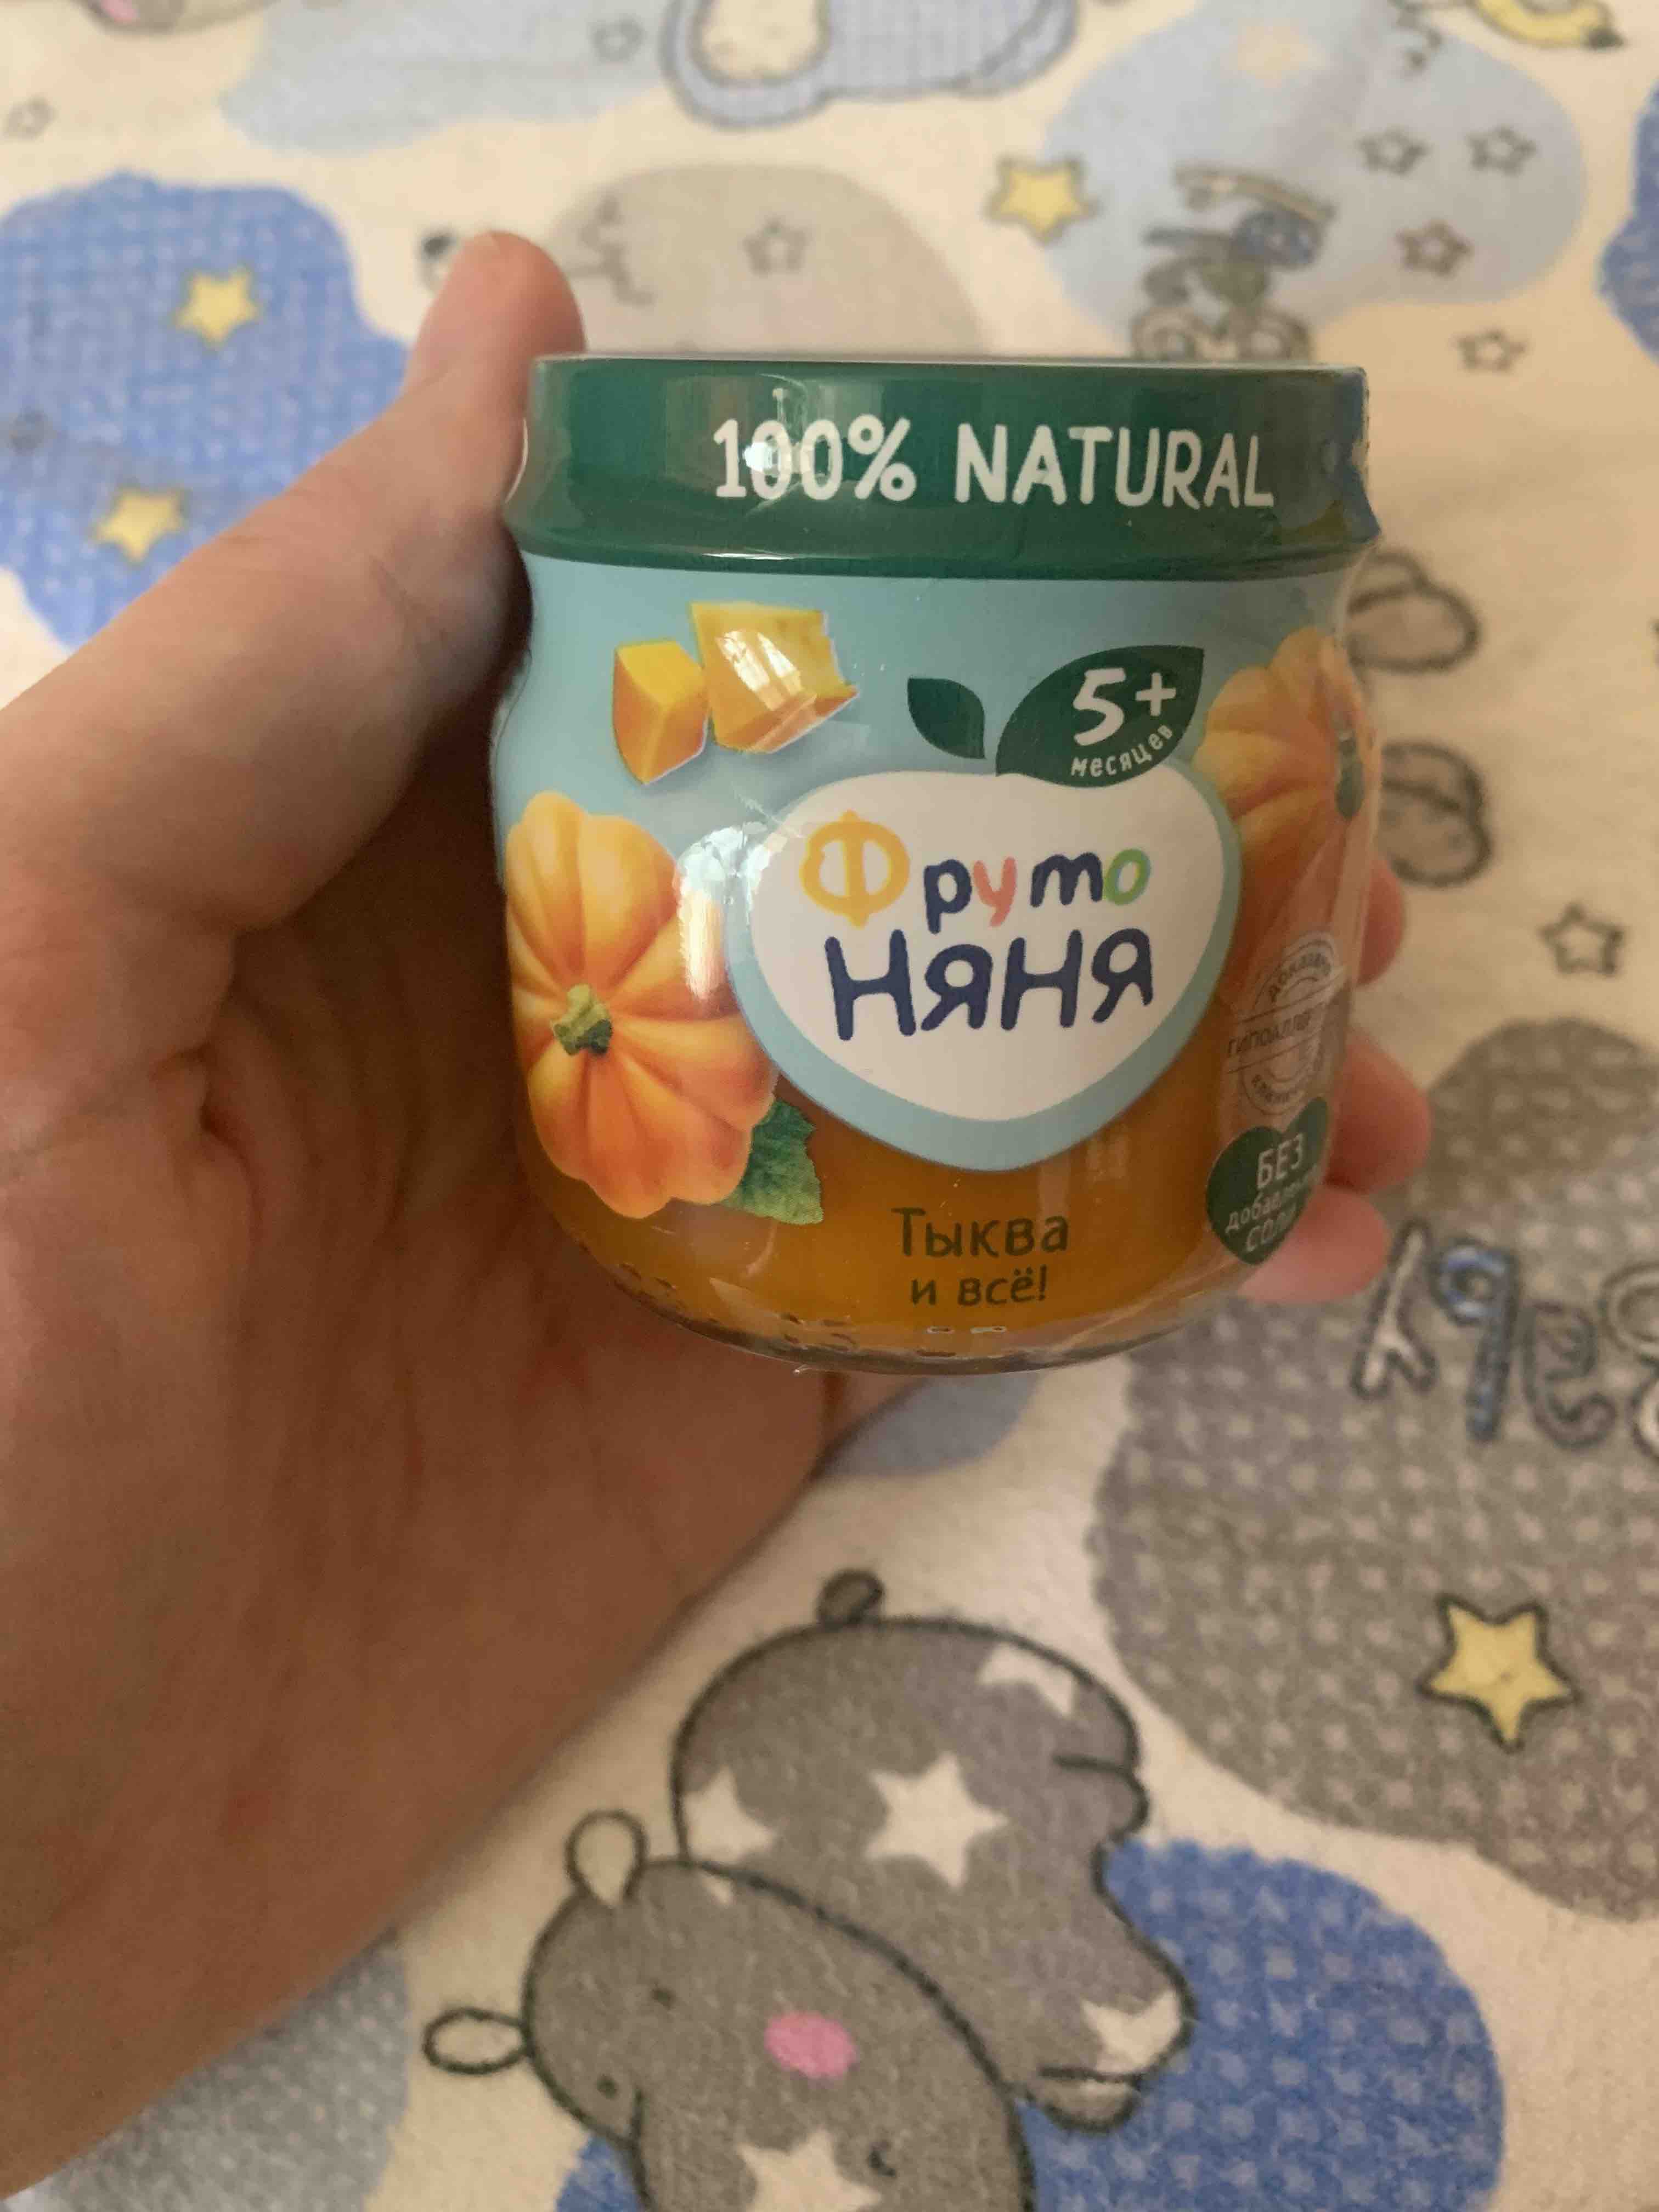 100% NATURAL
5+
месяцев
Фруто
Няня
Тыква
и всё!
БЕЗ